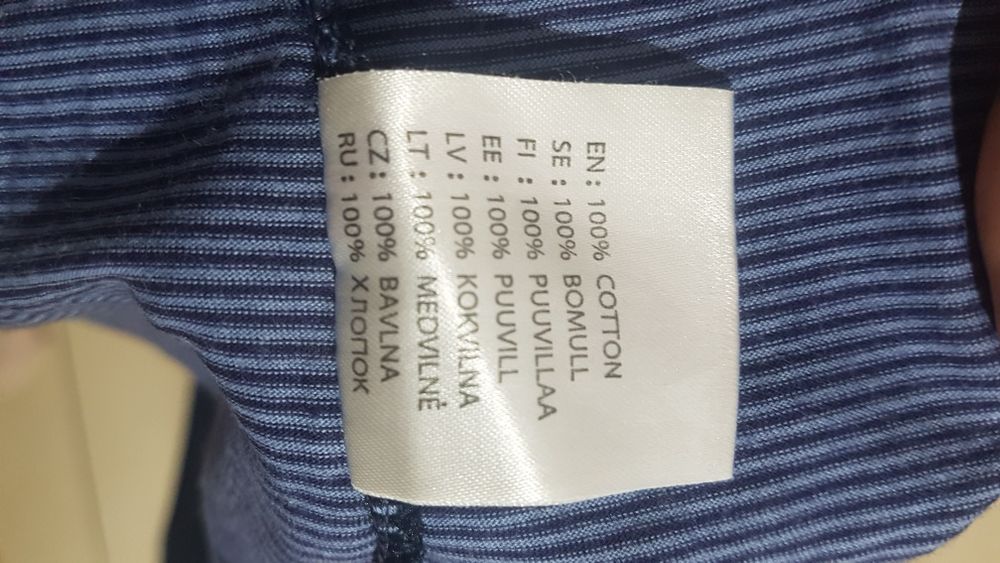 EN : 100% COTTON
SE : 100% BOMULL
FI : 100% PUUVILLAA
EE : 100% PUUVILL
LV : 100% KOKVILNA
LT : 100% MEDVILNĖ
CZ : 100% BAVLNA
RU : 100% ХЛОПОК